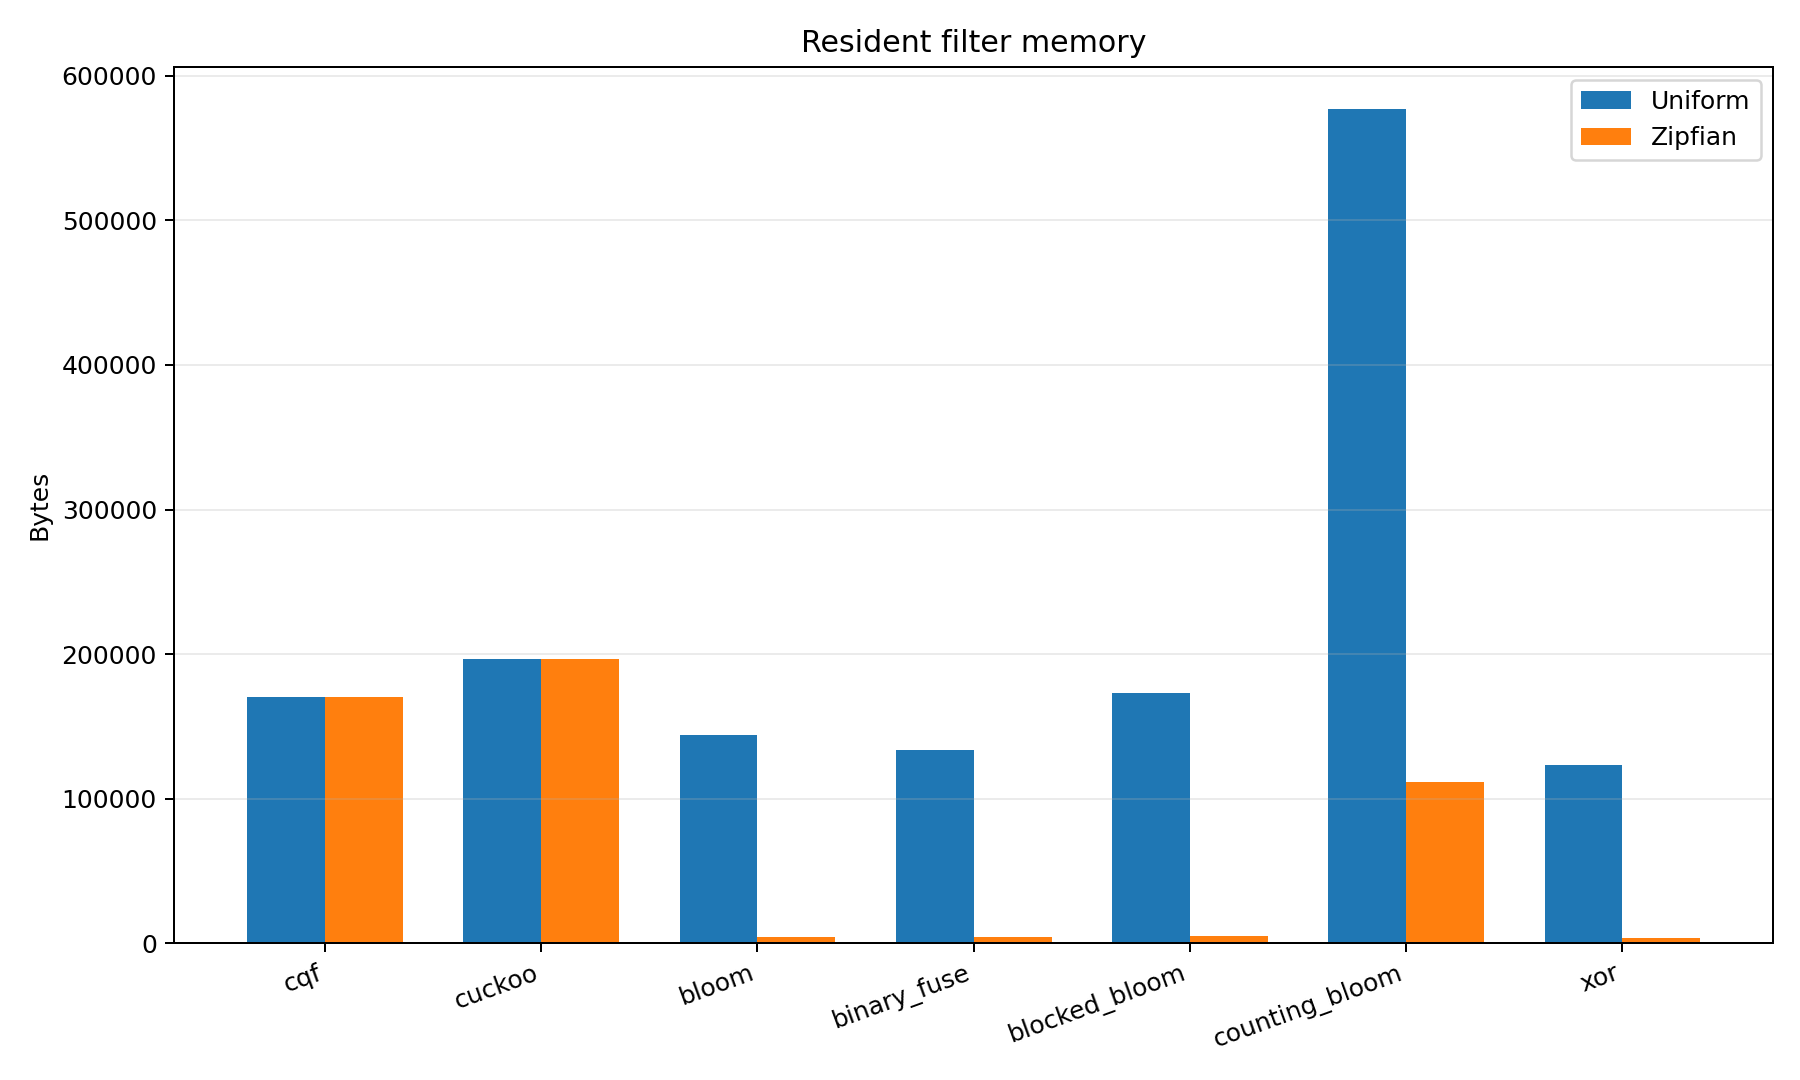 Resident filter memory
600000
500000
400000
300000
200000
100000
0
Bytes
Uniform
Zipfian
cqf
cuckoo
bloom
binary_fuse
blocked_bloom
counting_bloom
xor